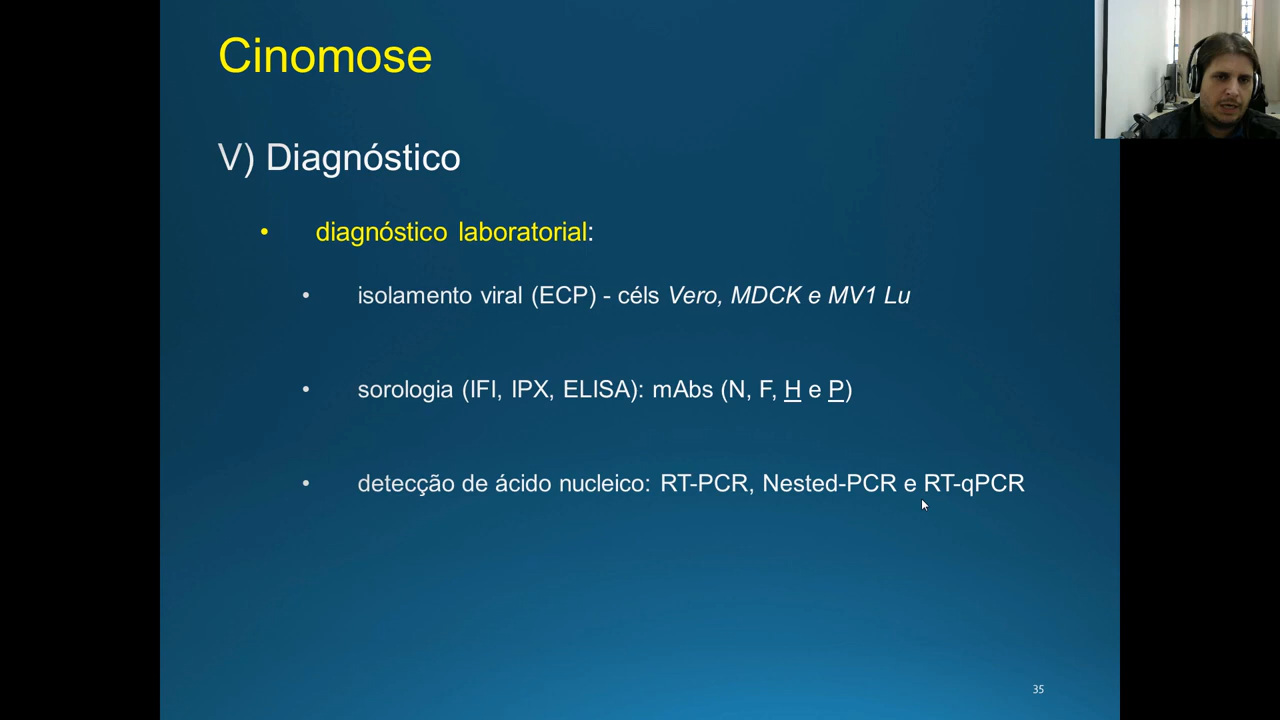 Cinomose
V) Diagnóstico
• diagnóstico laboratorial:
• isolamento viral (ECP) - céls Vero, MDCK e MV1 Lu
• sorologia (IFI, IPX, ELISA): mAbs (N, F, H e P)
• detecção de ácido nucleico: RT-PCR, Nested-PCR e RT-qPCR
35